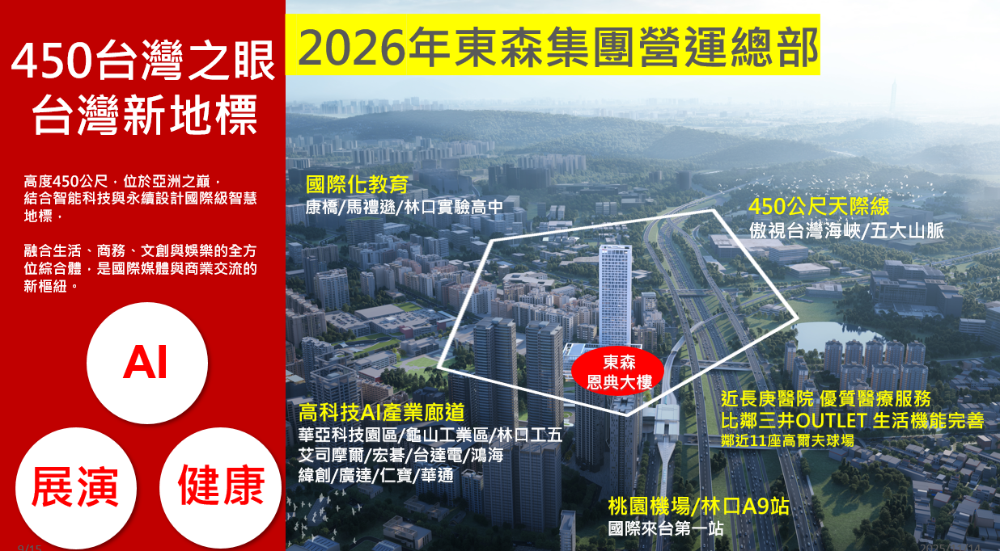 450台灣之眼
台灣新地標
高度450公尺，位於亞洲之巔，
結合智能科技與永續設計國際級智慧
地標，
融合生活、商務、文創與娛樂的全方
位綜合體，是國際媒體與商業交流的
新樞紐。
AI
展演
健康
9/15
2026年東森集團營運總部
國際化教育
康橋/馬禮遜/林口實驗高中
450公尺天際線
傲視台灣海峽/五大山脈
東森
恩典大樓
高科技AI產業廊道
華亞科技園區/龜山工業區/林口工五
艾司摩爾/宏碁/台達電/鴻海
緯創/廣達/仁寶/華通
近長庚醫院 優質醫療服務
比鄰三井OUTLET 生活機能完善
鄰近11座高爾夫球場
桃園機場/林口A9站
國際來台第一站